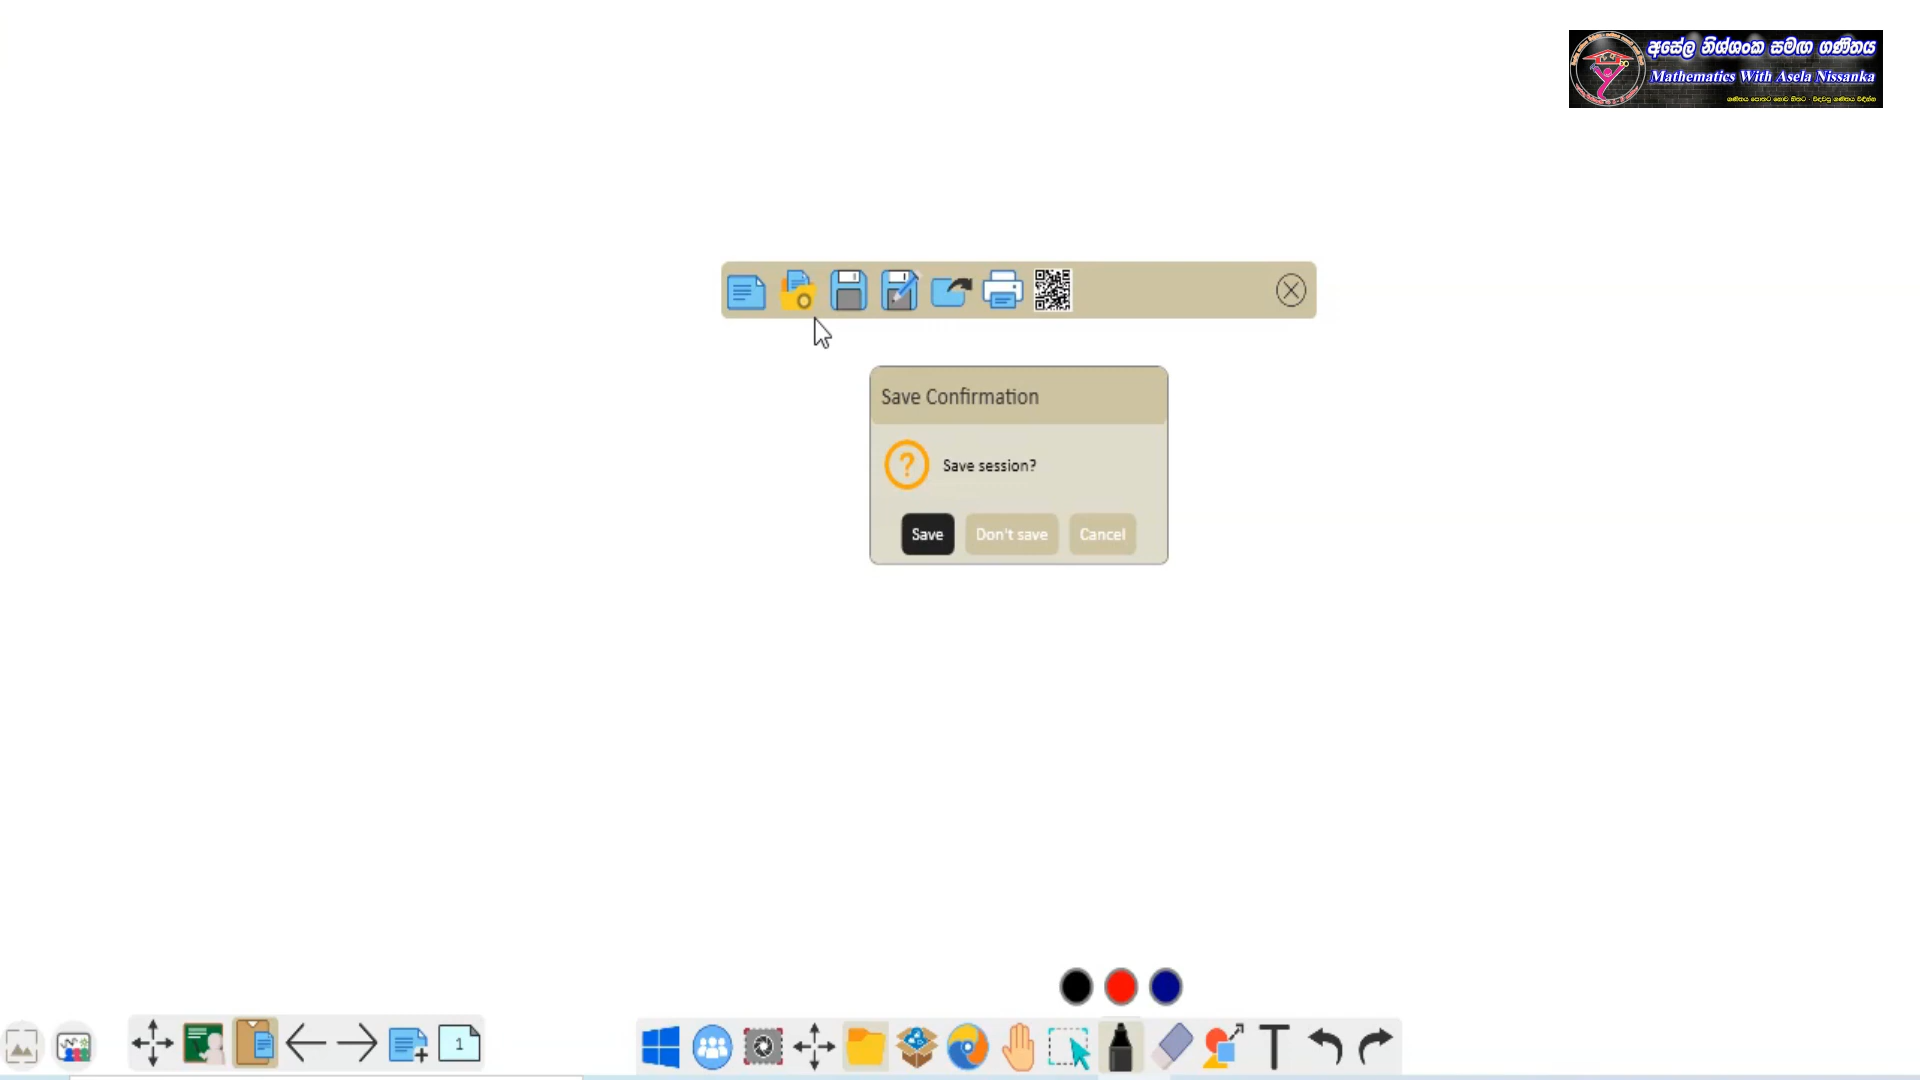 අසේල නිශ්ශංක සමඟ ගණිතය
Mathematics With Asela Nissanka
Save Confirmation
?
Save session?
Save
Don't save
Cancel
1
T